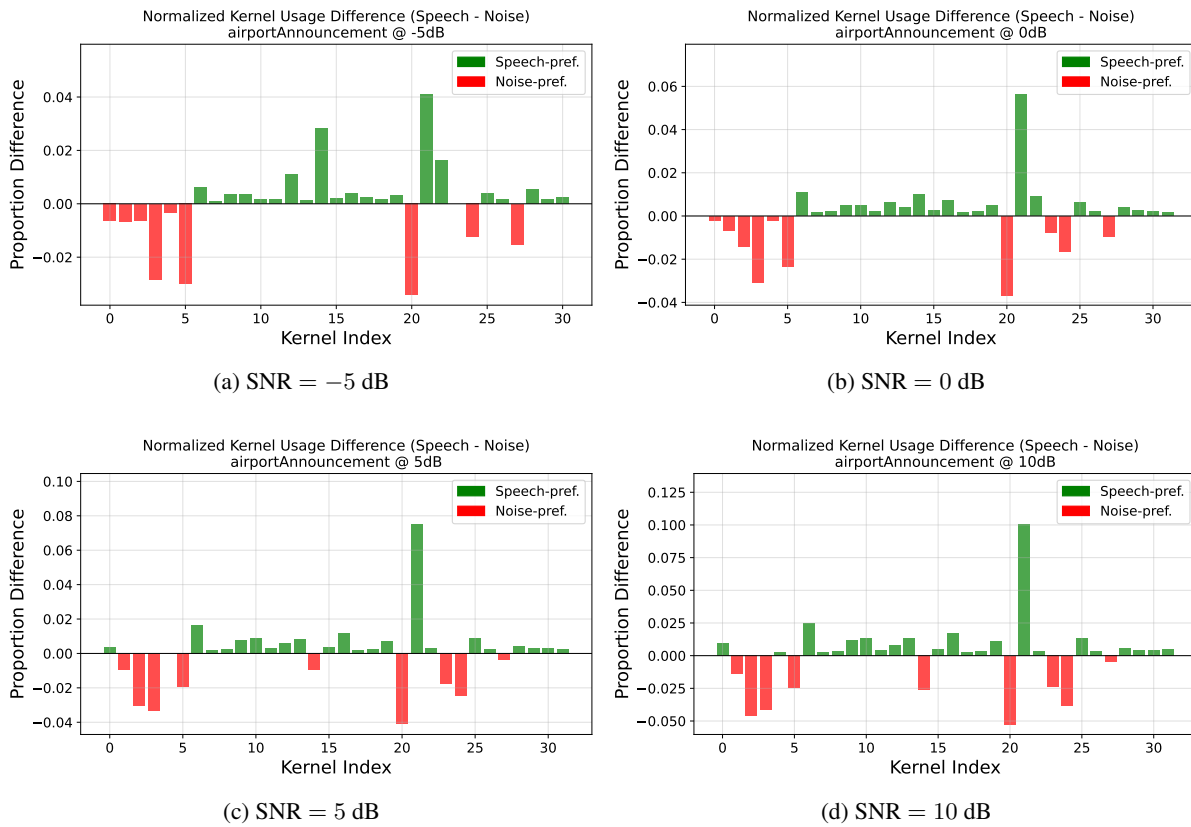 Normalized Kernel Usage Difference (Speech - Noise)
airportAnnouncement @ -5dB
Speech-pref.
Noise-pref.
Proportion Difference
0.04
0.02
0.00
−0.02
0 5 10 15 20 25 30
Kernel Index
(a) SNR = −5 dB
Normalized Kernel Usage Difference (Speech - Noise)
airportAnnouncement @ 0dB
Speech-pref.
Noise-pref.
Proportion Difference
0.06
0.04
0.02
0.00
−0.02
−0.04
0 5 10 15 20 25 30
Kernel Index
(b) SNR = 0 dB
Normalized Kernel Usage Difference (Speech - Noise)
airportAnnouncement @ 5dB
Speech-pref.
Noise-pref.
Proportion Difference
0.10
0.08
0.06
0.04
0.02
0.00
−0.02
−0.04
0 5 10 15 20 25 30
Kernel Index
(c) SNR = 5 dB
Normalized Kernel Usage Difference (Speech - Noise)
airportAnnouncement @ 10dB
Speech-pref.
Noise-pref.
Proportion Difference
0.125
0.100
0.075
0.050
0.025
0.000
−0.025
−0.050
0 5 10 15 20 25 30
Kernel Index
(d) SNR = 10 dB